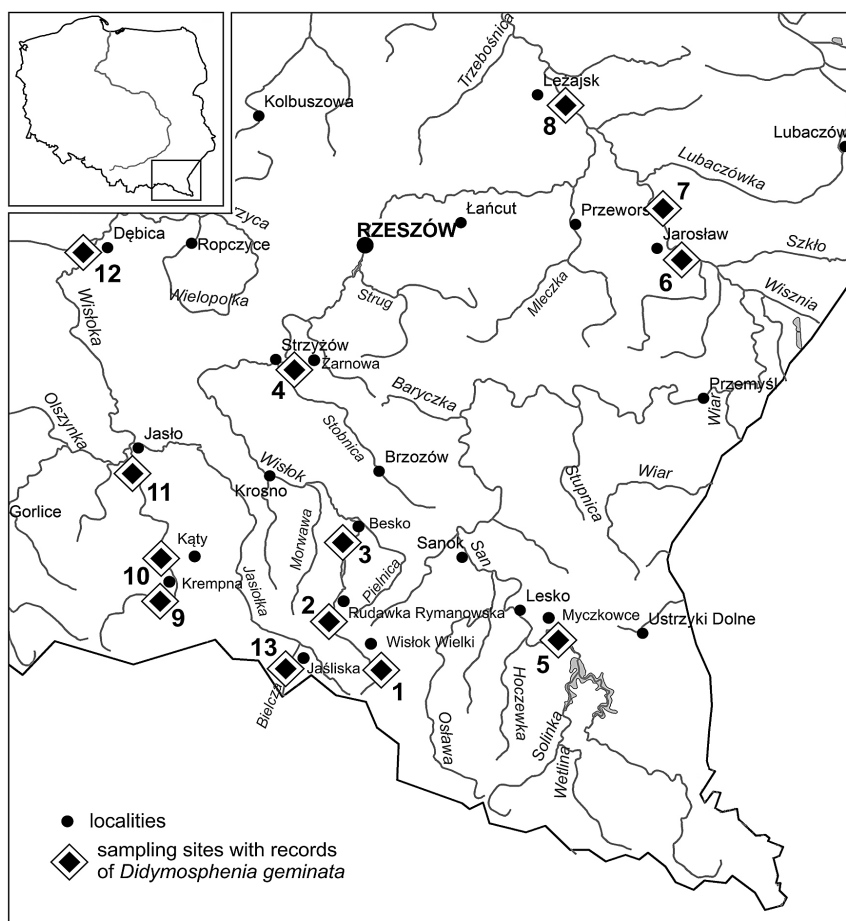 Trzebośnica
Leżajsk
8
Kolbuszowa
Lubaczów
Lubaczówka
7
rzyca
Łańcut
Przewors
RZESZÓW
Jarosław
Szkło
Dębica
Ropczyce
12
6
Wisznia
Wielopolka
Strug
Mleczka
Wisłoka
Strzyżów
Żarnowa
4
Baryczka
Przemyśl
Wiar
Olszynka
Stobnica
Jasło
Wisłok
Brzozów
Wiar
Stupnica
11
Krosno
Gorlice
Morwawa
Besko
Kąty
3
Sanok
San
10
Krempna
Jasiołka
Pielnica
9
2
Rudawka Rymanowska
Lesko
Myczkowce
Ustrzyki Dolne
13
Wisłok Wielki
5
Jaśliska
1
Bielcza
Hoczewka
Osława
Solinka
Wetlina
localities
sampling sites with records
of Didymosphenia geminata